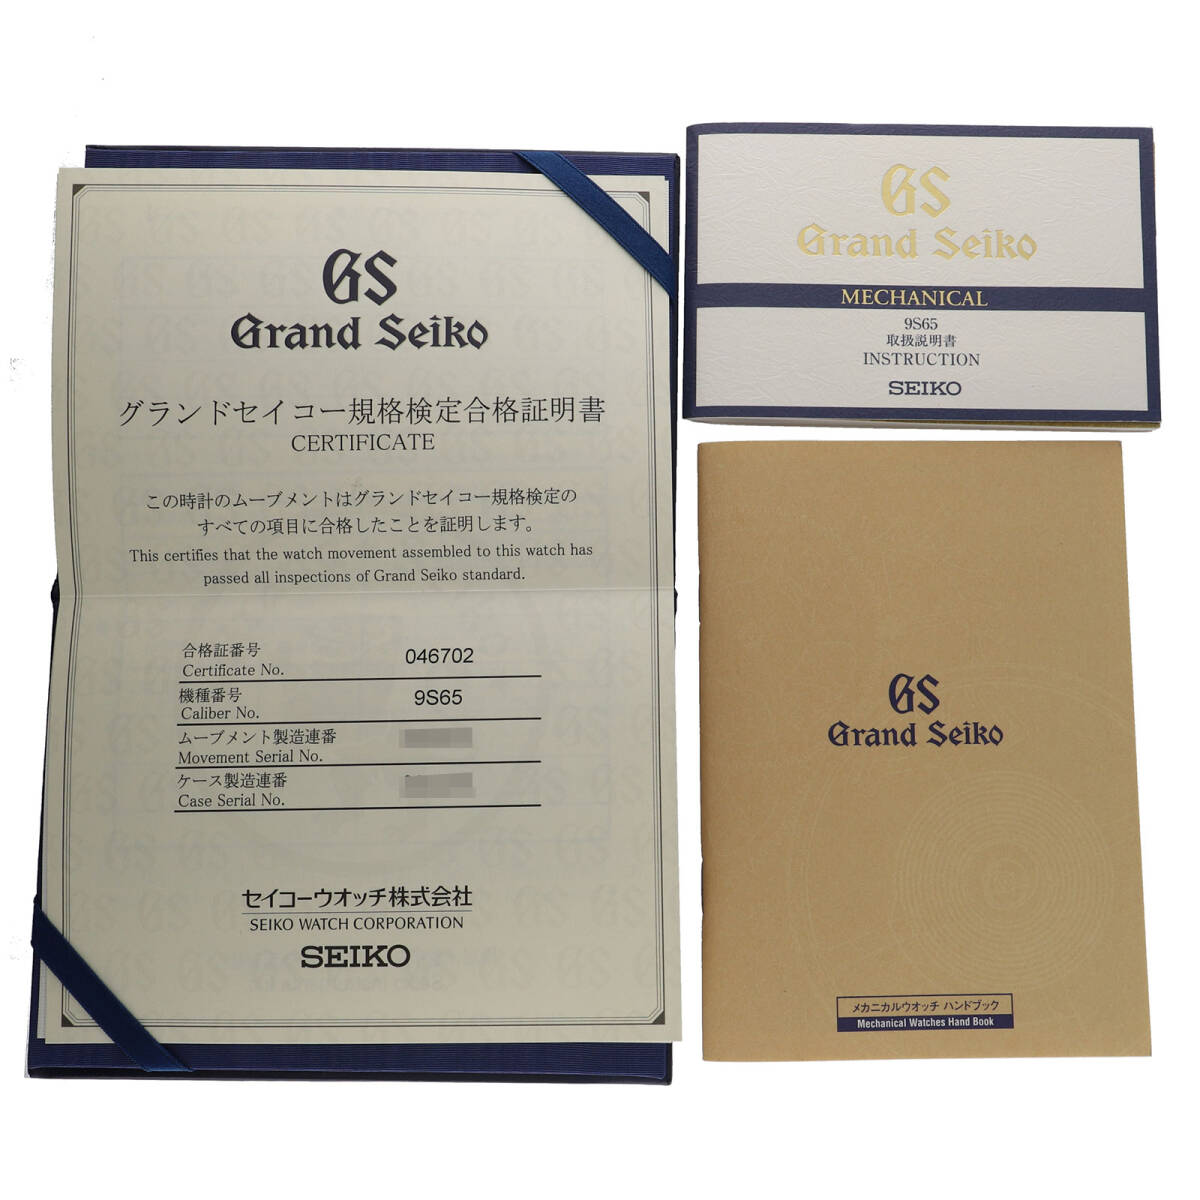 GS
Grand Seiko
グランドセイコー規格検定合格証明書
CERTIFICATE
この時計のムーブメントはグランドセイコー規格検定の
すべての項目に合格したことを証明します。
This certifies that the watch movement assembled to this watch has
passed all inspections of Grand Seiko standard.
合格証番号
Certificate No.
046702
機種番号
Caliber No.
9S65
ムーブメント製造連番
Movement Serial No.
ケース製造連番
Case Serial No.
セイコーウオッチ株式会社
SEIKO WATCH CORPORATION
SEIKO
GS
Grand Seiko
MECHANICAL
9S65
取扱説明書
INSTRUCTION
SEIKO
GS
Grand Seiko
メカニカルウオッチ ハンドブック
Mechanical Watches Hand Book